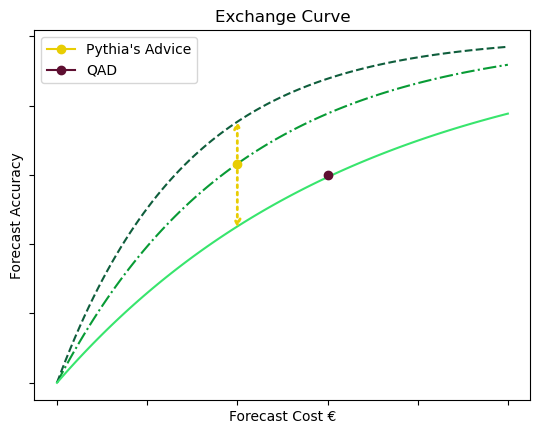 Exchange Curve
Pythia's Advice
QAD
Forecast Accuracy
Forecast Cost €